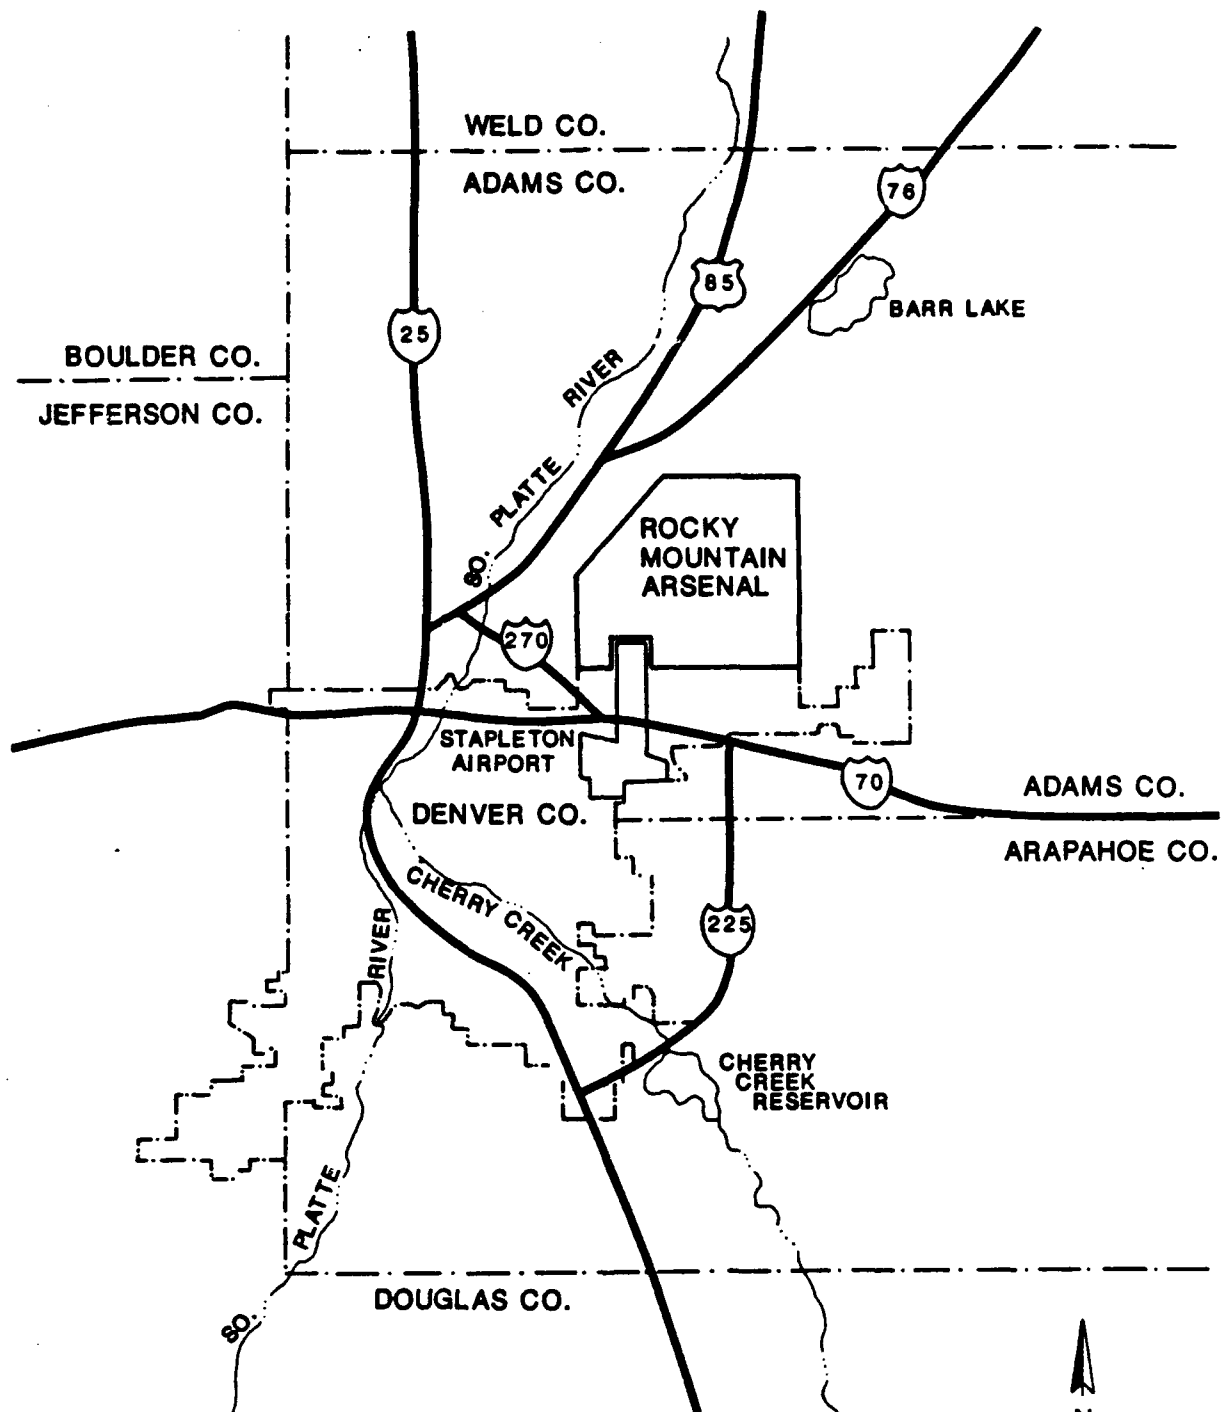 WELD CO.
ADAMS CO.
76
85
BARR LAKE
25
BOULDER CO.
JEFFERSON CO.
SO. PLATTE RIVER
ROCKY
MOUNTAIN
ARSENAL
270
STAPLETON
AIRPORT
70
ADAMS CO.
DENVER CO.
ARAPAHOE CO.
CHERRY CREEK
225
CHERRY
CREEK
RESERVOIR
SO. PLATTE RIVER
DOUGLAS CO.